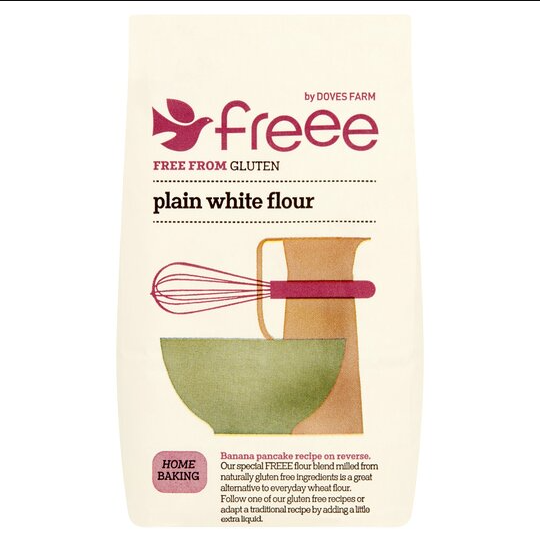 by DOVES FARM
freee
FREE FROM GLUTEN
plain white flour
Banana pancake recipe on reverse.
HOME
BAKING
Our special FREEE flour blend milled from
naturally gluten free ingredients is a great
alternative to everyday wheat flour.
Follow one of our gluten free recipes or
adapt a traditional recipe by adding a little
extra liquid.